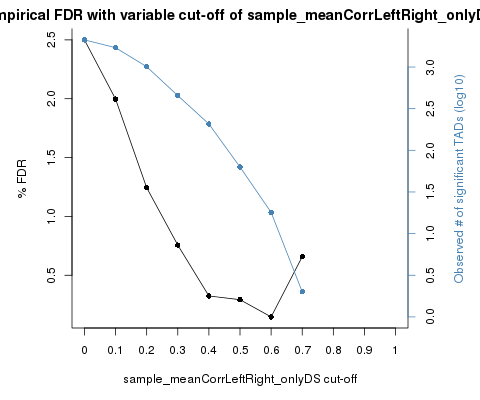 mpirical FDR with variable cut-off of sample_meanCorrLeftRight_onlyD
% FDR
2.5
2.0
1.5
1.0
0.5
3.0
2.5
2.0
1.5
1.0
0.5
0.0
Observed # of significant TADs (log10)
0 0.1 0.2 0.3 0.4 0.5 0.6 0.7 0.8 0.9 1
sample_meanCorrLeftRight_onlyDS cut-off